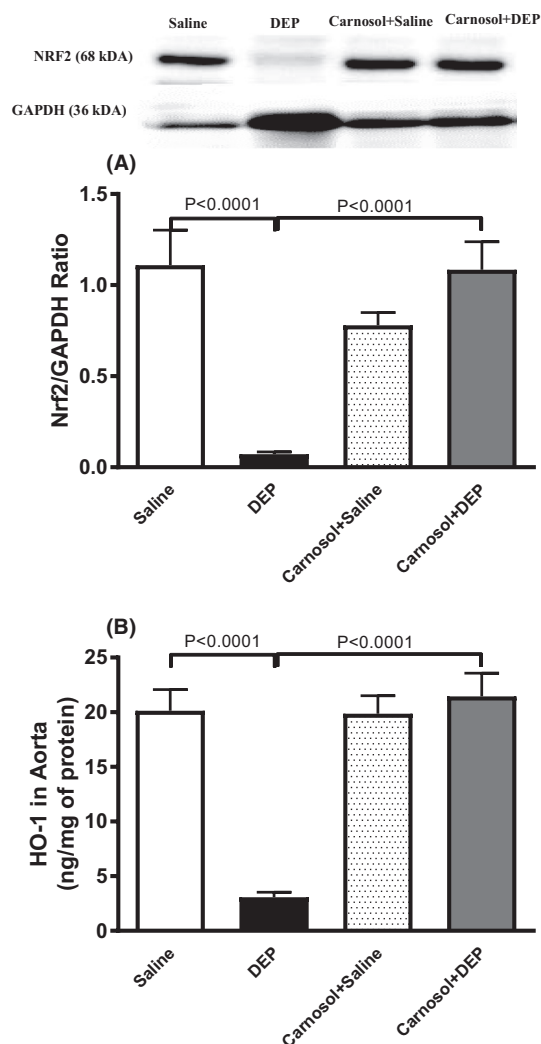 Saline DEP Carnosol+Saline Carnosol+DEP
NRF2 (68 kDA)
GAPDH (36 kDA)
(A)
P<0.0001 P<0.0001
1.5
1.0
0.5
0.0
Nrf2/GAPDH Ratio
Saline DEP Carnosol+Saline Carnosol+DEP
(B)
P<0.0001 P<0.0001
25
20
15
10
5
0
HO-1 in Aorta
(ng/mg of protein)
Saline DEP Carnosol+Saline Carnosol+DEP